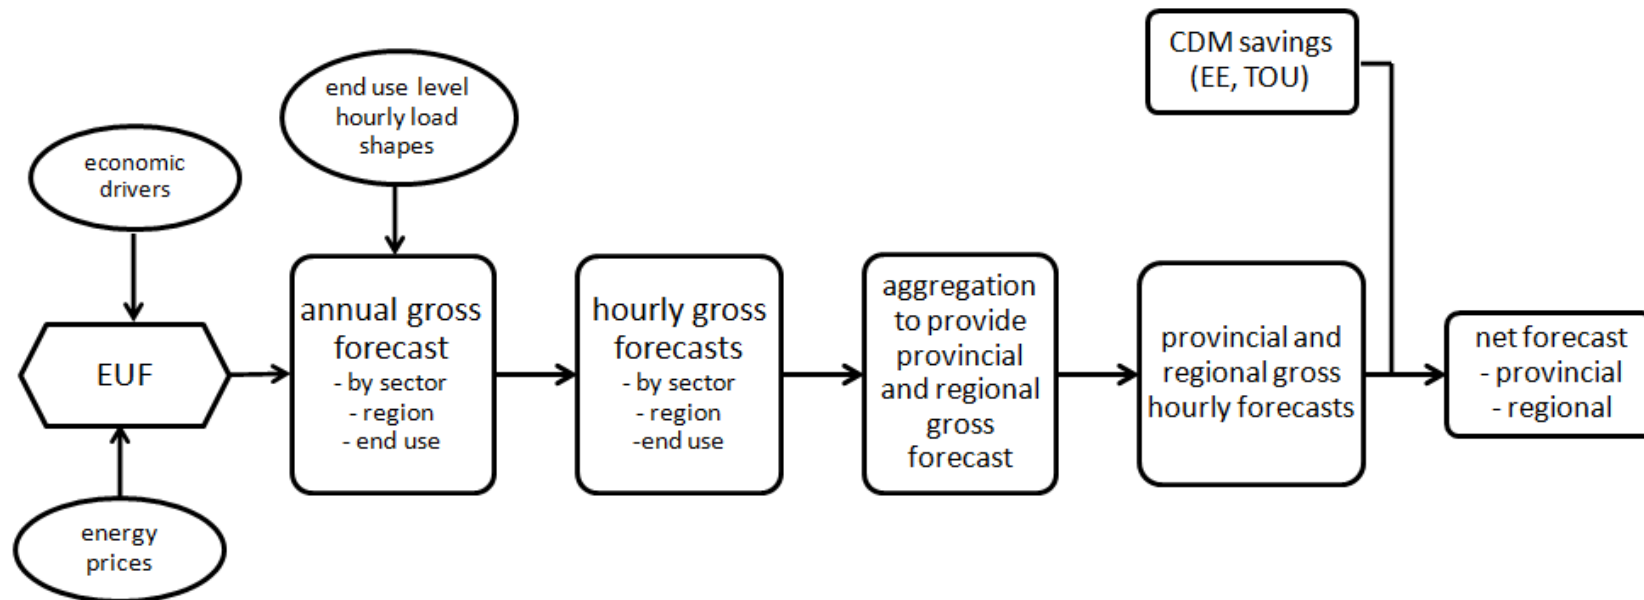 economic
drivers
EUF
energy
prices
end use level
hourly load
shapes
annual gross
forecast
- by sector
- region
- end use
hourly gross
forecasts
- by sector
- region
-end use
aggregation
to provide
provincial
and regional
gross
forecast
provincial and
regional gross
hourly forecasts
CDM savings
(EE, TOU)
net forecast
- provincial
- regional